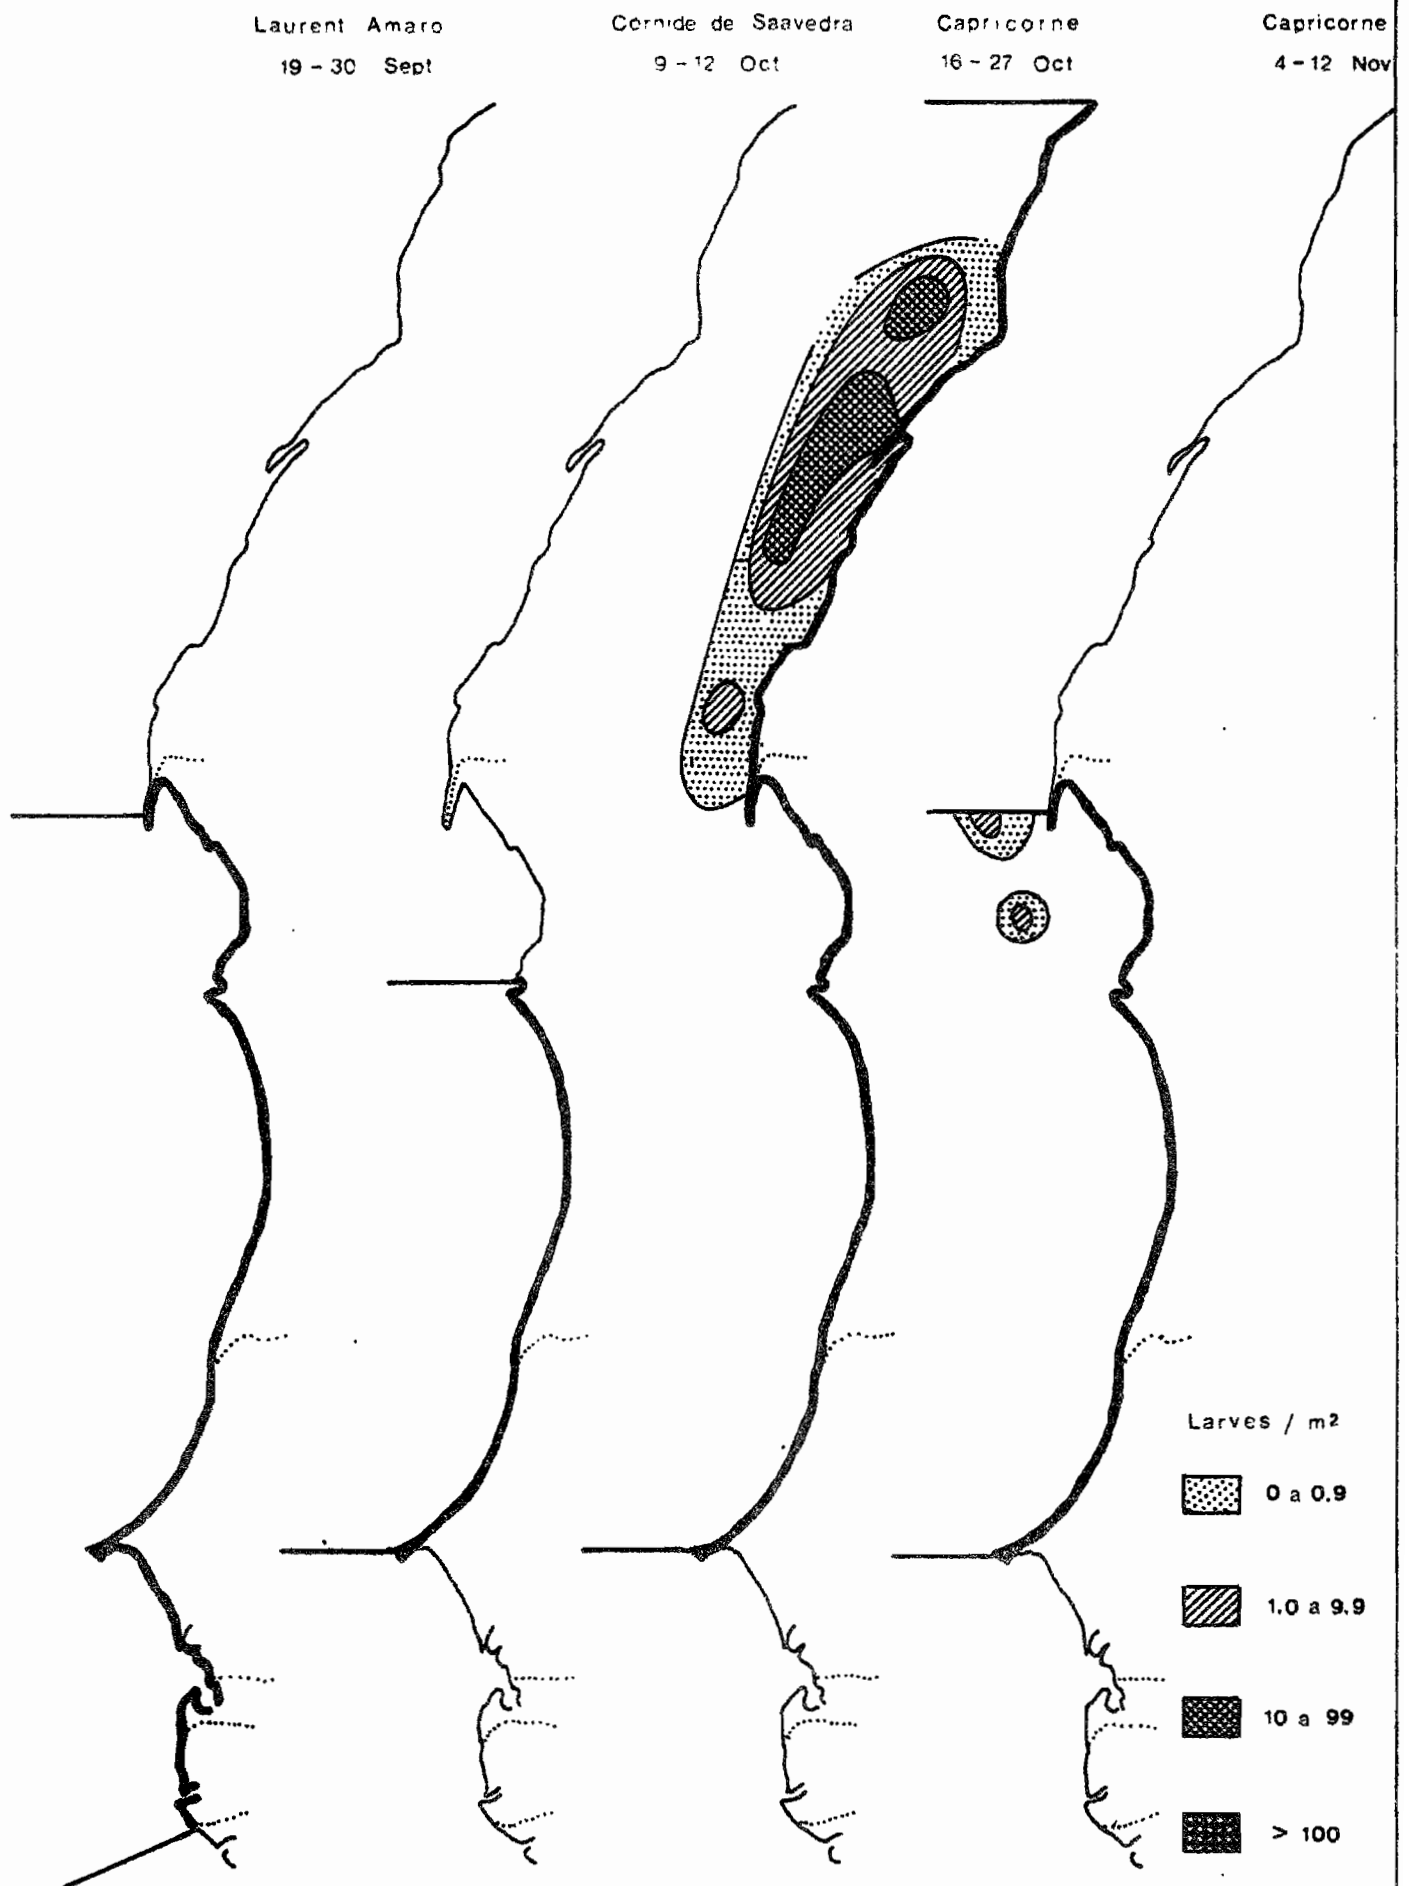 Laurent Amaro
19 - 30 Sept
Cornide de Saavedra
9 - 12 Oct
Capricorne
16 - 27 Oct
Capricorne
4 - 12 Nov
Larves / m²
0 a 0.9
1.0 a 9.9
10 a 99
> 100